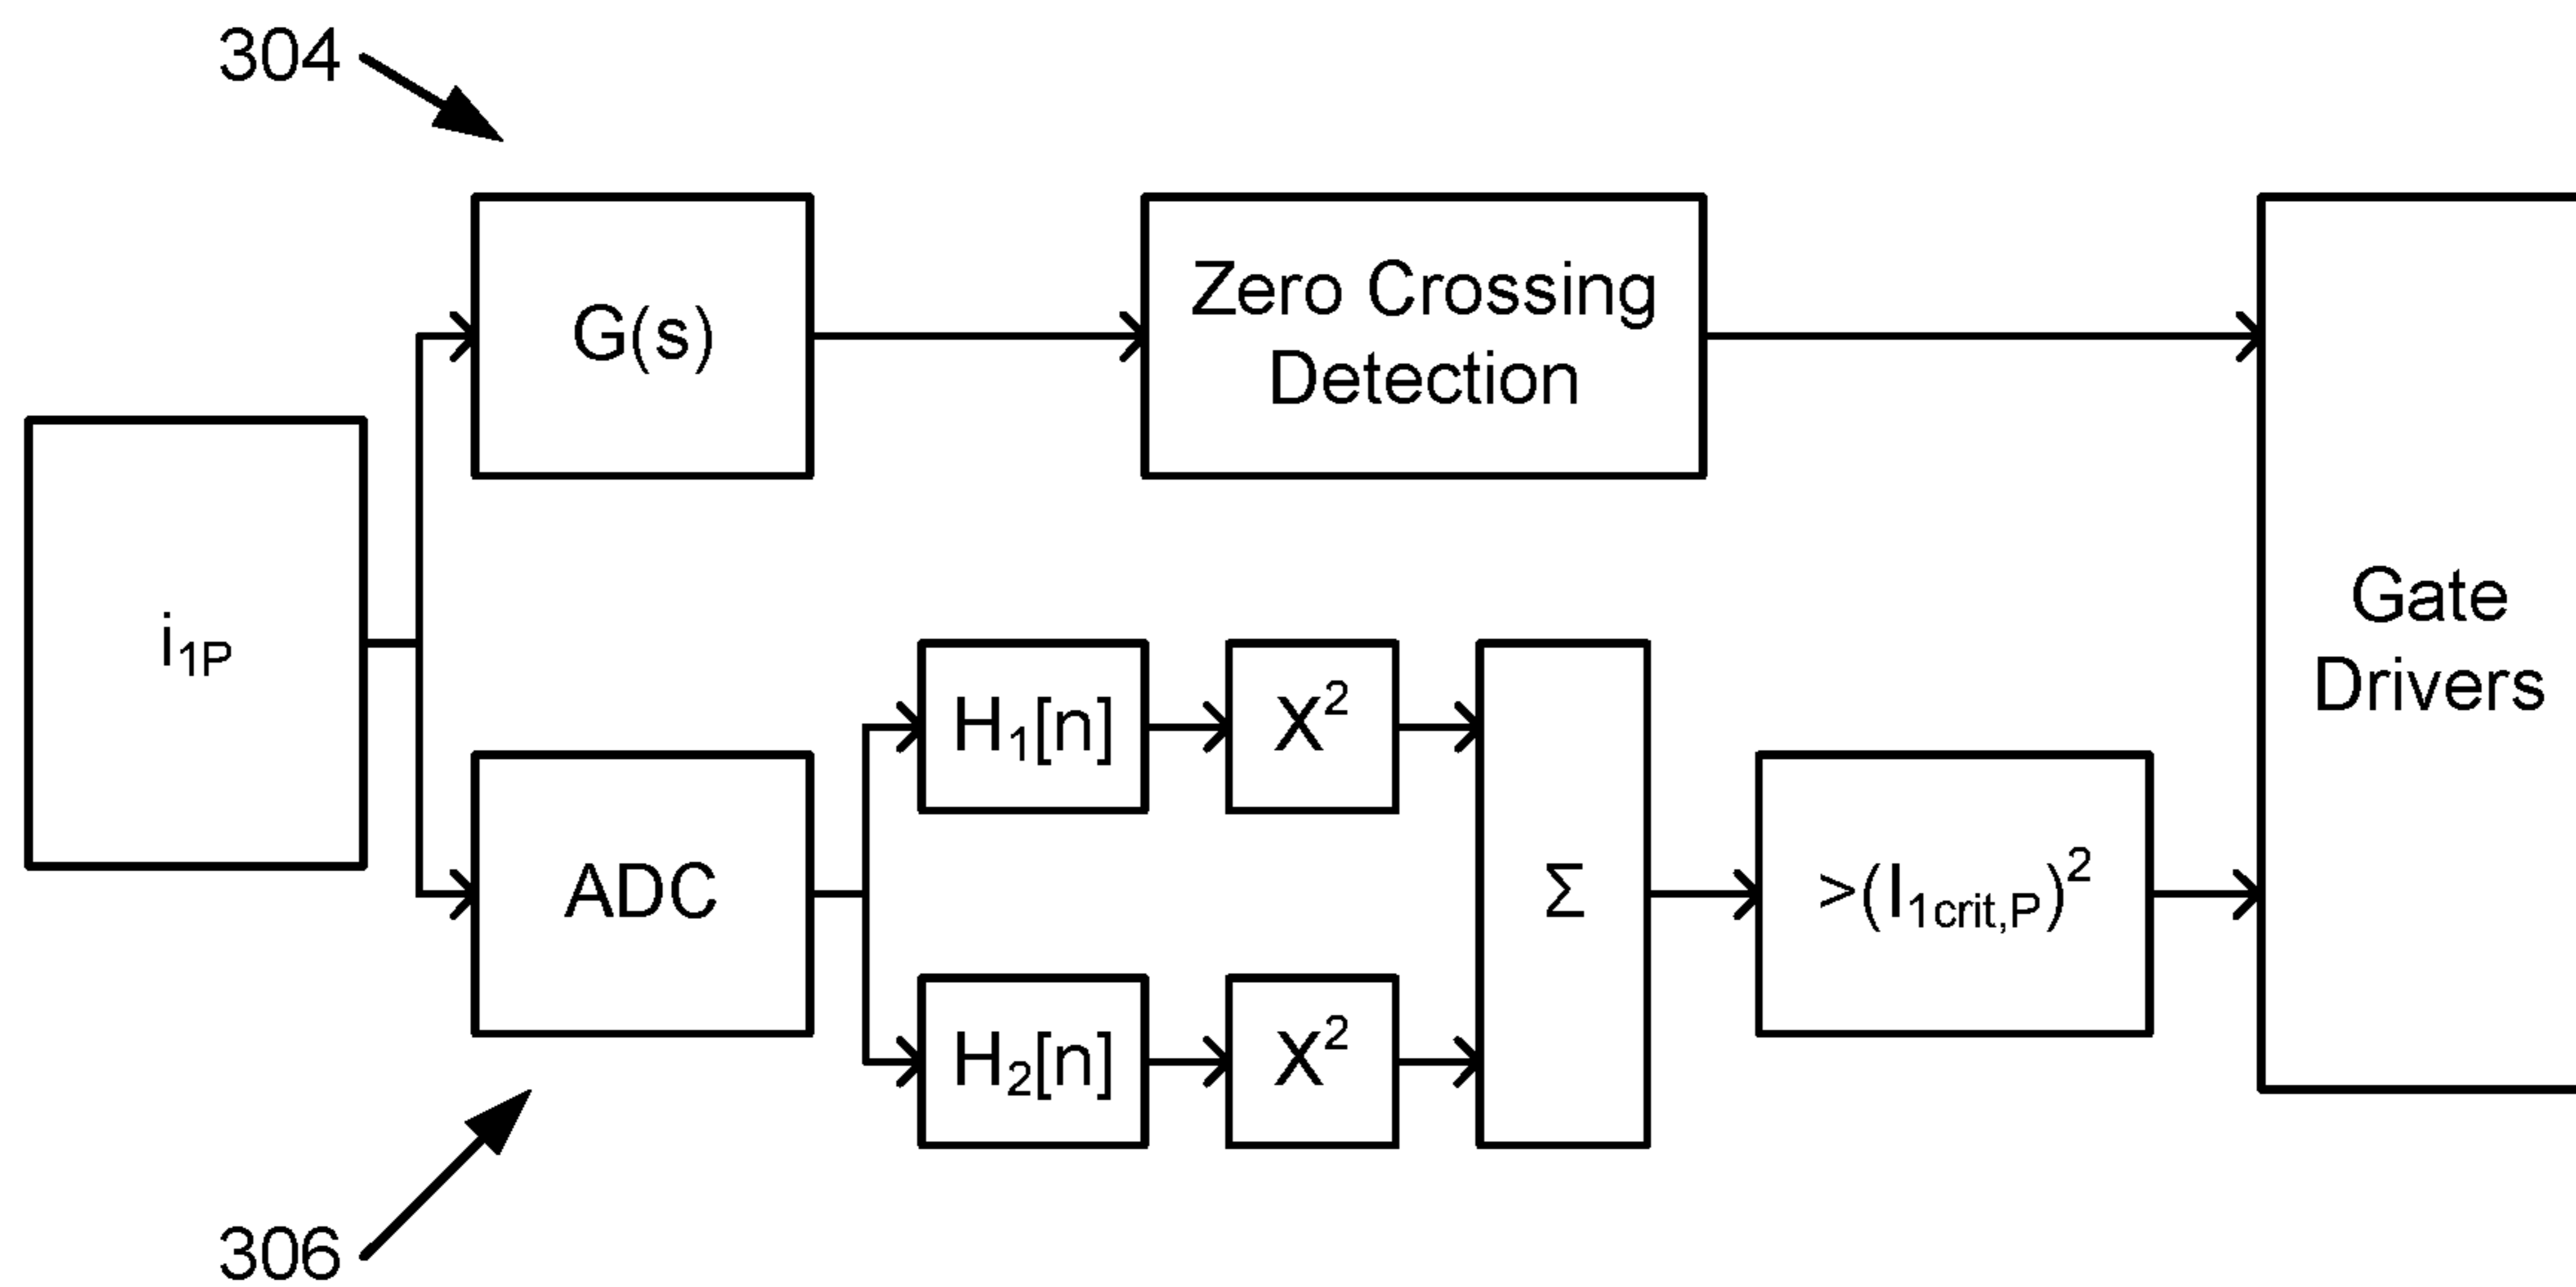 304
G(s)
Zero Crossing
Detection
i₁P
Gate
Drivers
H₁[n]
X²
ADC
Σ
>(I₁crit,P)²
H₂[n]
X²
306